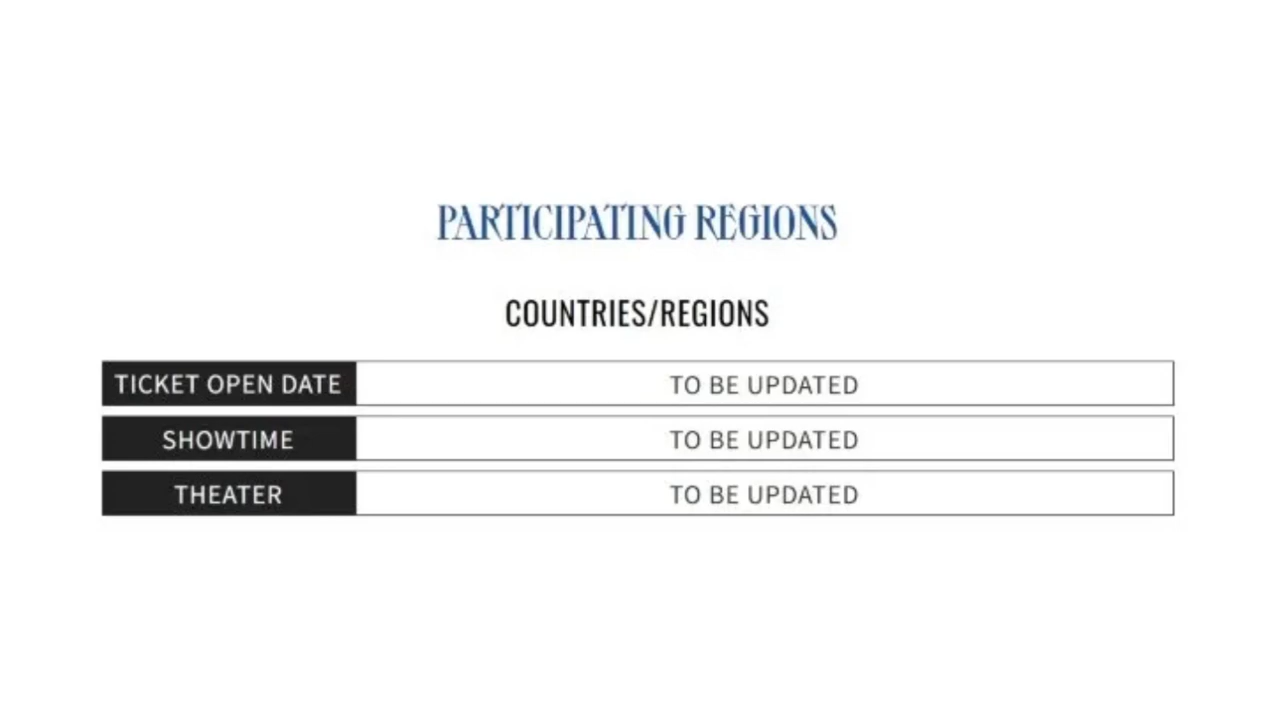 PARTICIPATING REGIONS
COUNTRIES/REGIONS
TICKET OPEN DATE TO BE UPDATED
SHOWTIME TO BE UPDATED
THEATER TO BE UPDATED